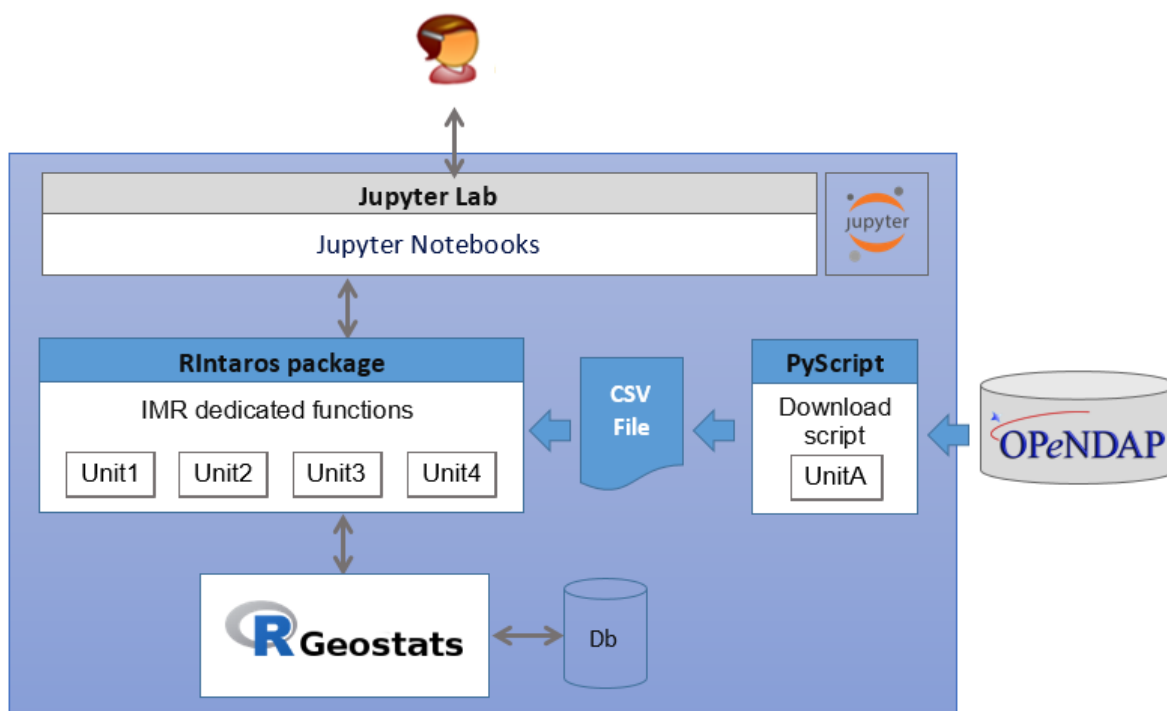 Jupyter Lab
Jupyter Notebooks
jupyter
RIntaros package
IMR dedicated functions
Unit1 Unit2 Unit3 Unit4
CSV
File
PyScript
Download
script
UnitA
OPeNDAP
R Geostats
Db